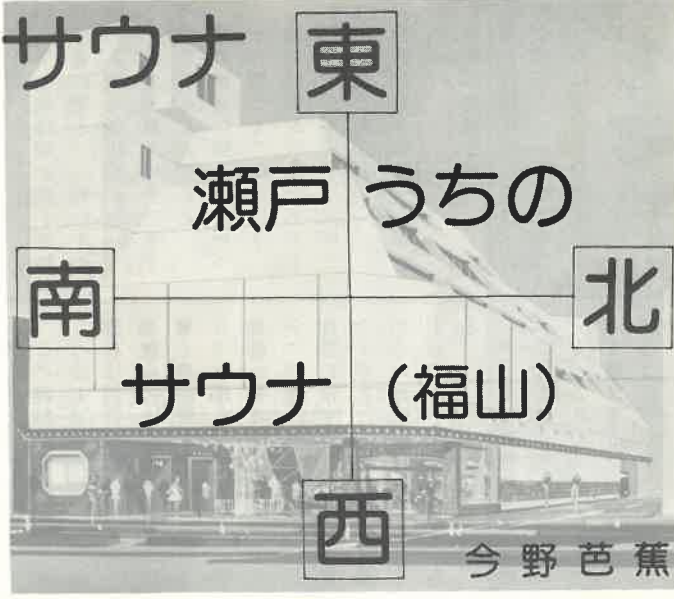 サウナ 東
瀬戸うちの
南 北
サウナ (福山)
西
今野芭蕉